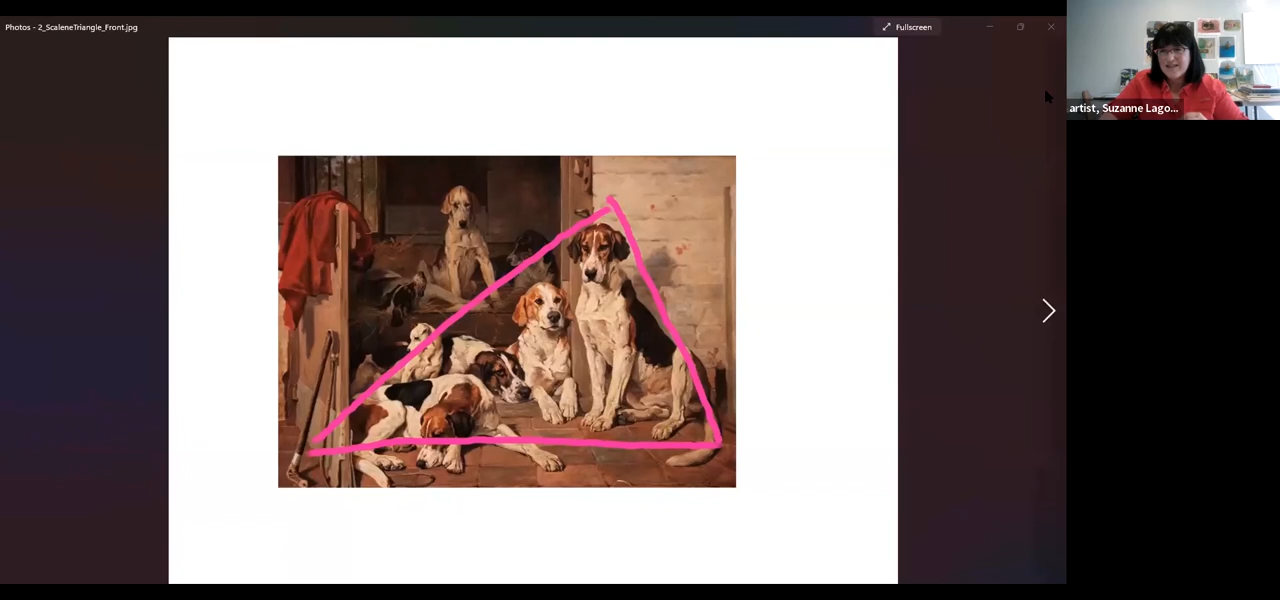 Photos - 2_ScaleneTriangle_Front.jpg
Fullscreen
artist, Suzanne Lago...